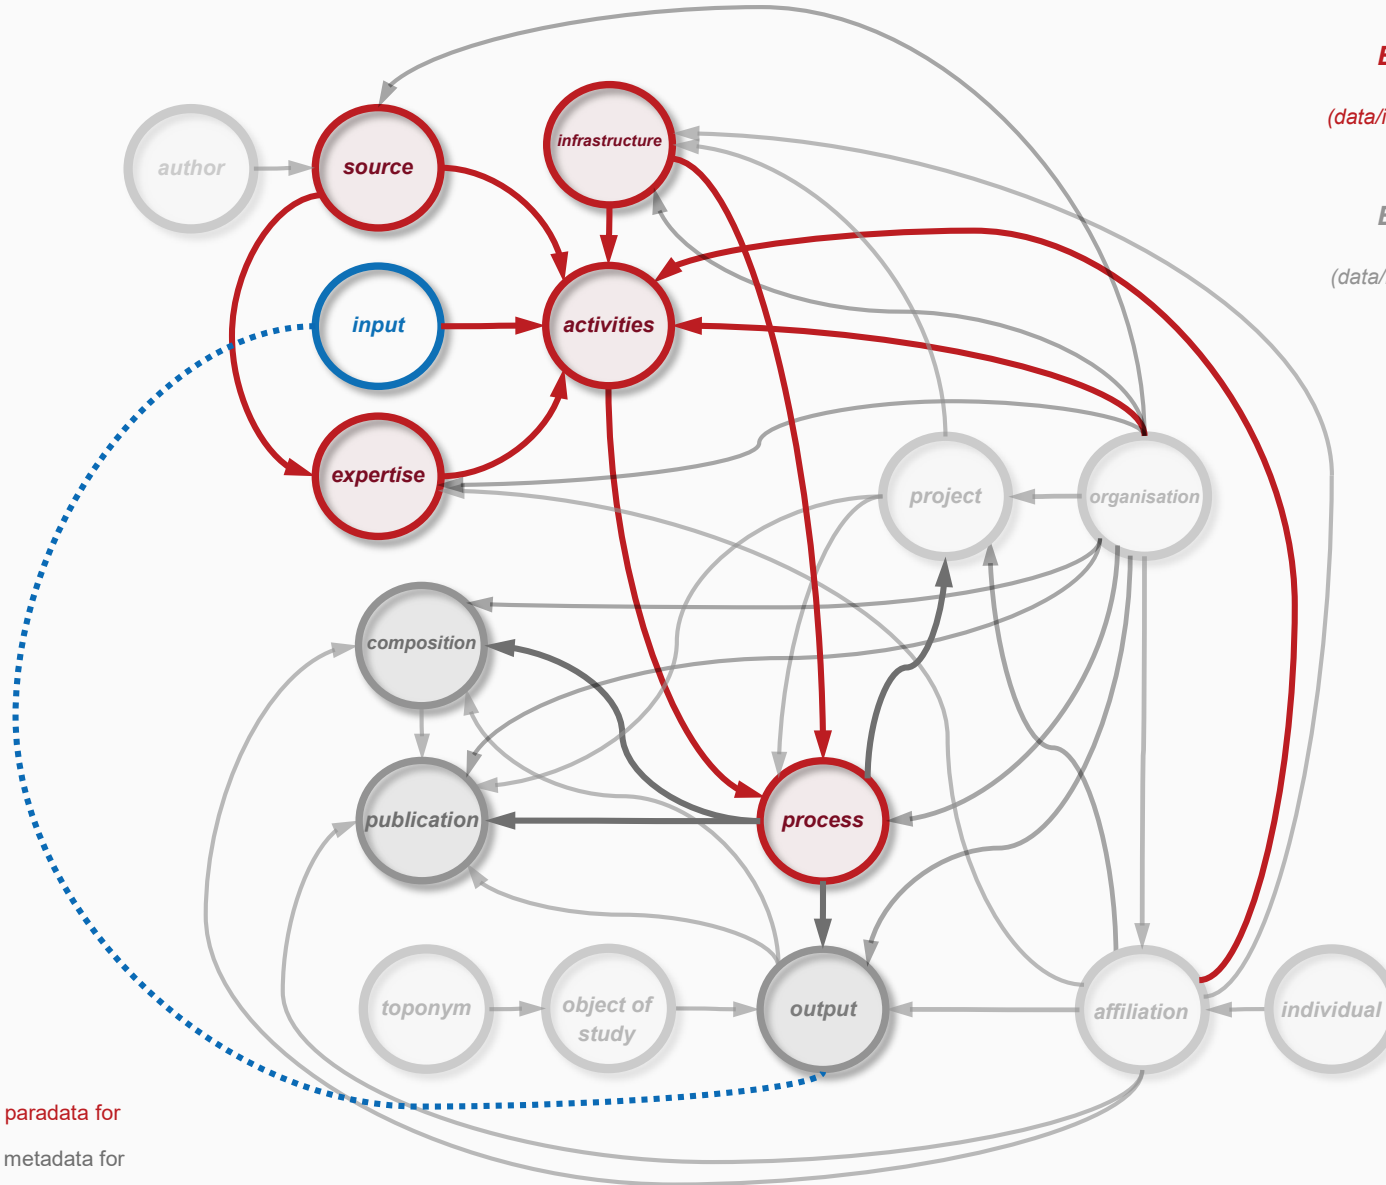 E
(data/i
E
(data/
infrastructure
author
source
input
activities
expertise
project
organisation
composition
publication
process
toponym
object of
study
output
affiliation
individual
paradata for
metadata for